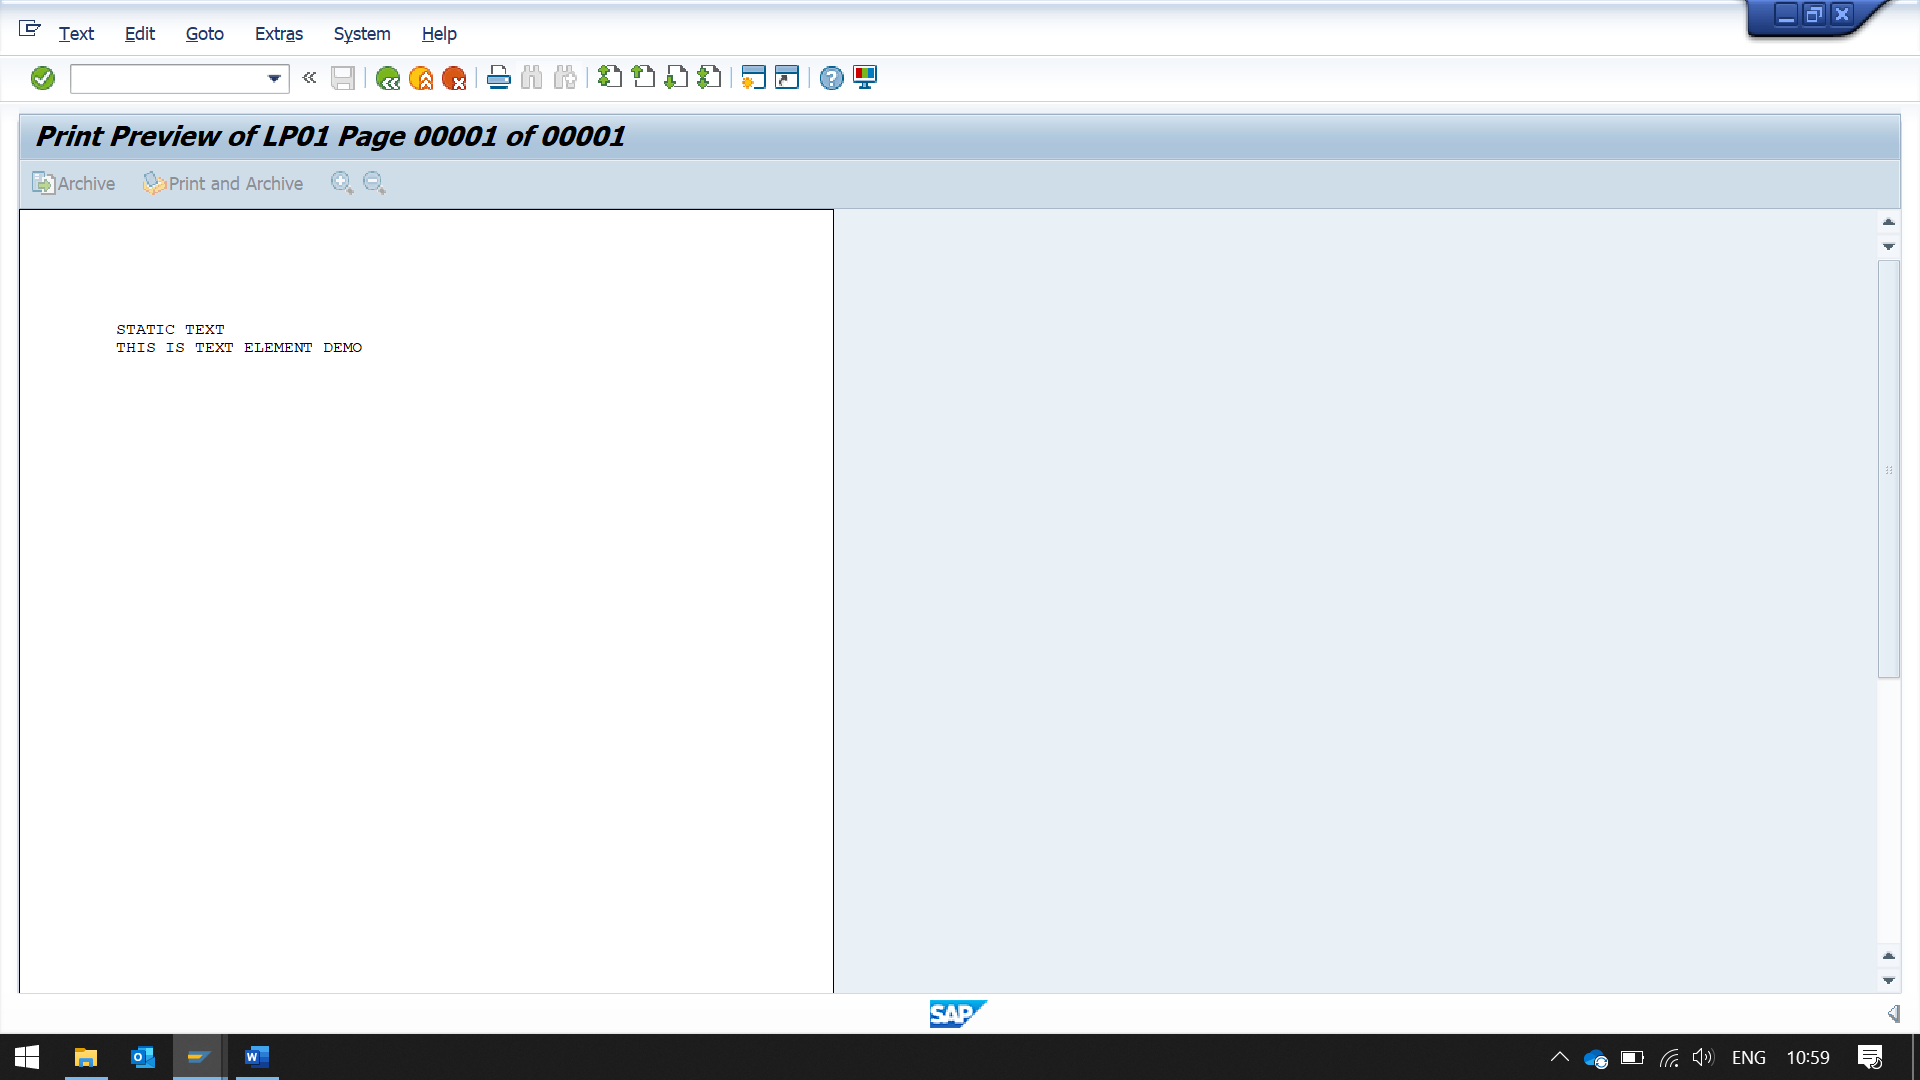 Text Edit Goto Extras System Help
Print Preview of LP01 Page 00001 of 00001
Archive Print and Archive
STATIC TEXT
THIS IS TEXT ELEMENT DEMO
SAP
ENG 10:59